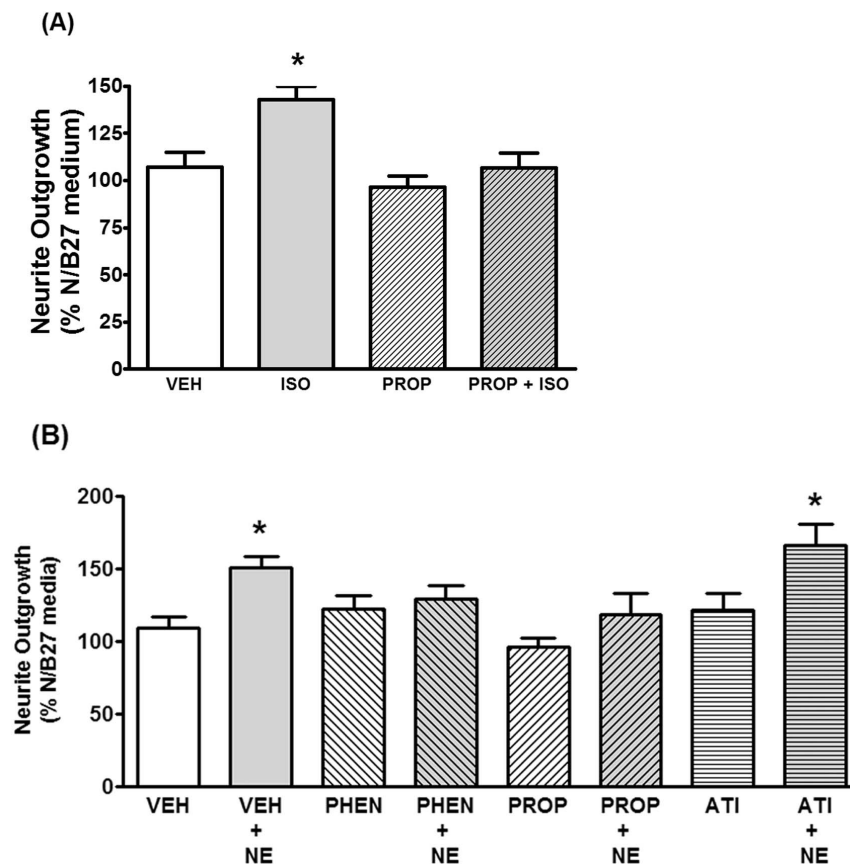 (A)
Neurite Outgrowth
(% N/B27 medium)
150
125
100
75
50
25
0
*
VEH ISO PROP PROP + ISO
(B)
Neurite Outgrowth
(% N/B27 media)
200
150
100
50
0
* *
VEH VEH PHEN PHEN PROP PROP ATI ATI
+ + + +
NE NE NE NE